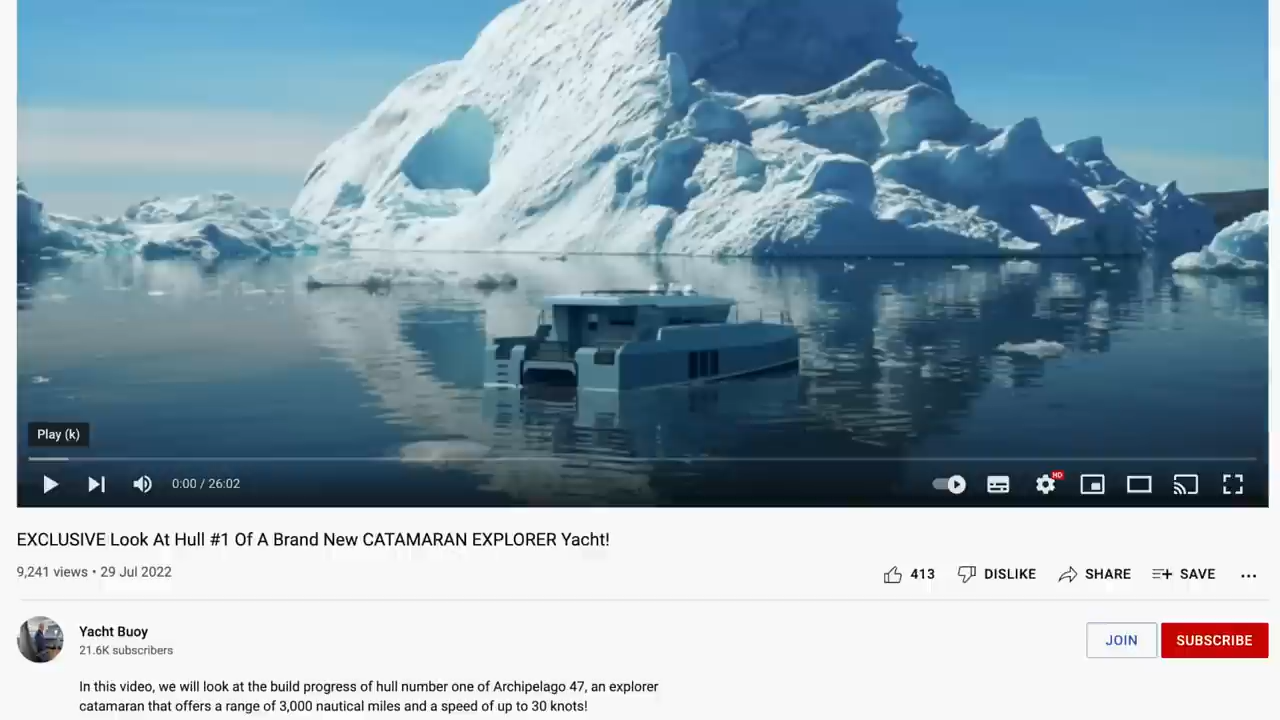 Play (k)
0:00 / 26:02
HD
EXCLUSIVE Look At Hull #1 Of A Brand New CATAMARAN EXPLORER Yacht!
9,241 views • 29 Jul 2022
413 DISLIKE SHARE SAVE
Yacht Buoy
21.6K subscribers
JOIN SUBSCRIBE
In this video, we will look at the build progress of hull number one of Archipelago 47, an explorer
catamaran that offers a range of 3,000 nautical miles and a speed of up to 30 knots!